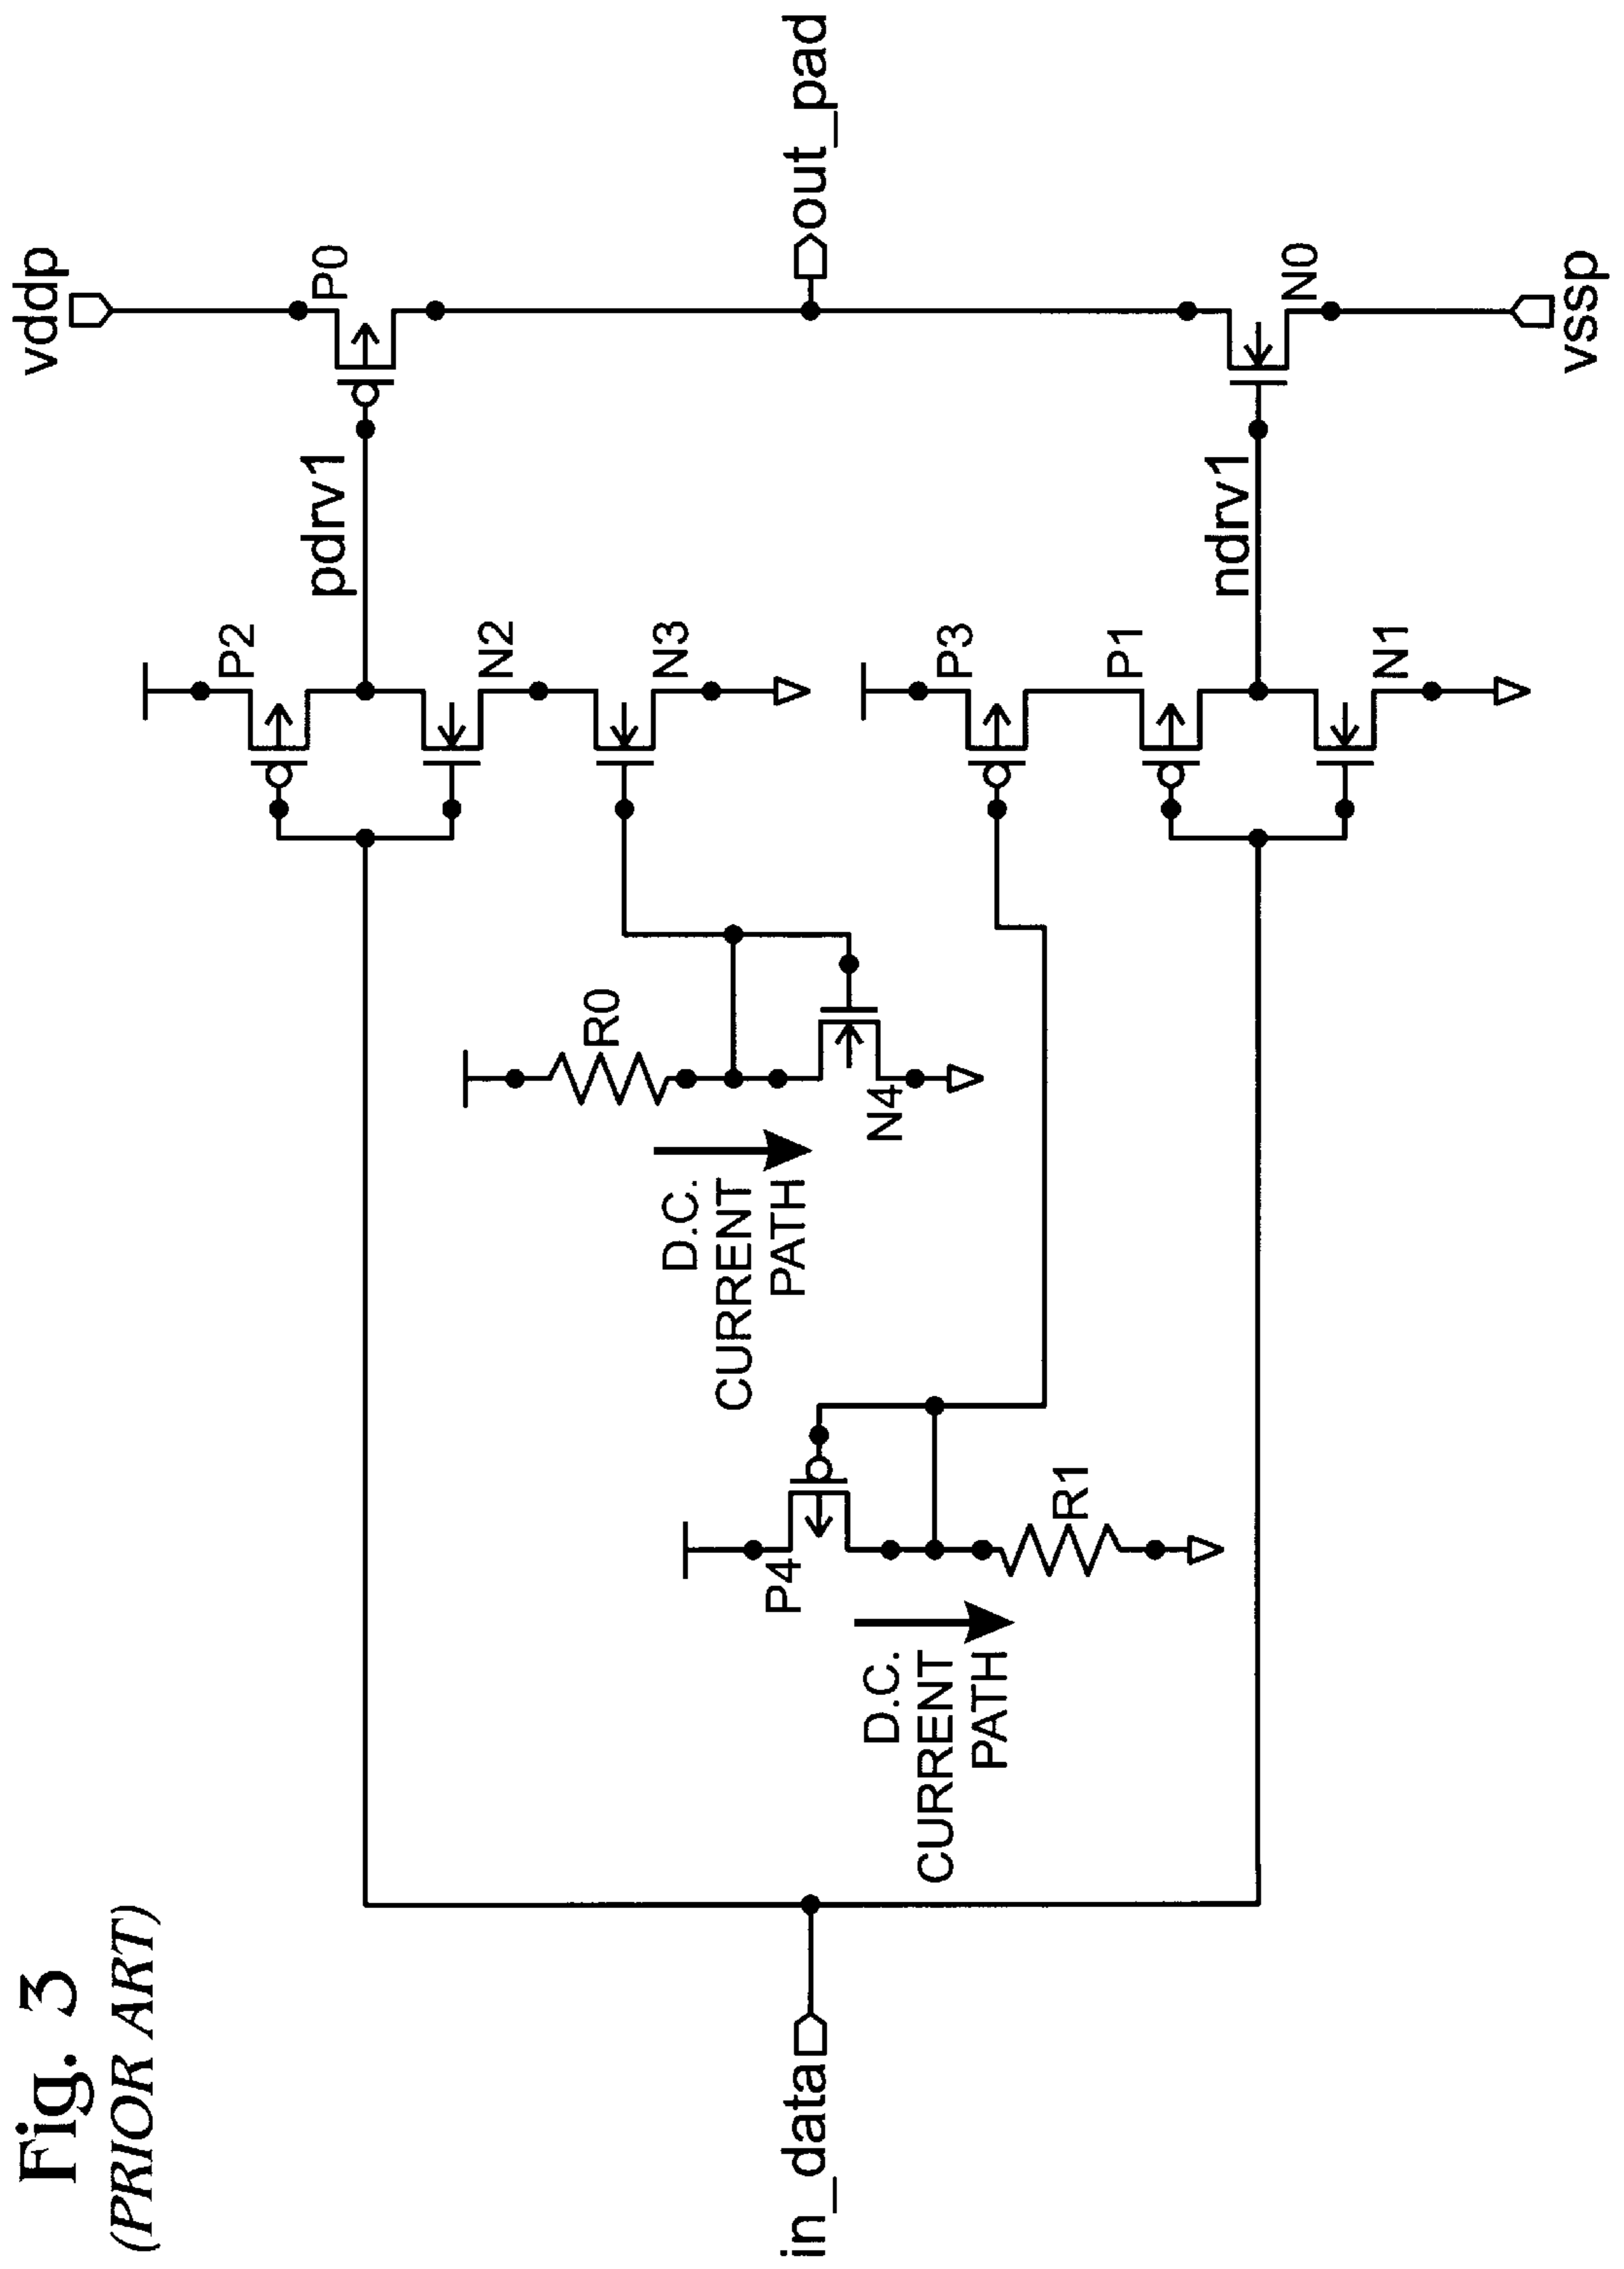 Fig. 3
(PRIOR ART)
vddp
P0
P2
pdrv1
N2
R0
N3
D.C.
CURRENT
PATH
N4
in_data
out_pad
P4
P3
D.C.
CURRENT
PATH
R1
P1
ndrv1
N0
N1
vssp